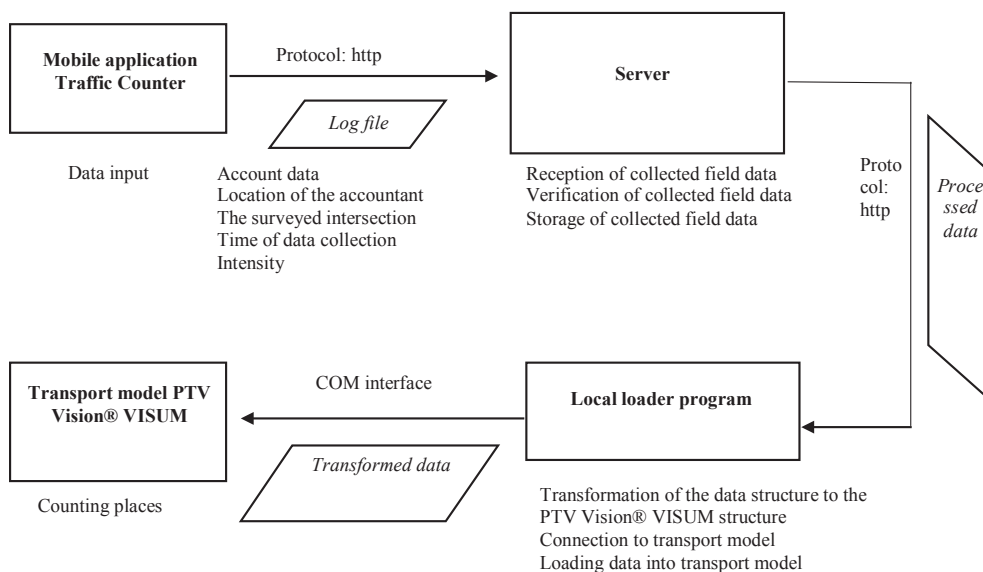 Mobile application
Traffic Counter
Protocol: http
Server
Log file
Data input
Account data
Location of the accountant
The surveyed intersection
Time of data collection
Intensity
Reception of collected field data
Verification of collected field data
Storage of collected field data
Proto
col:
http
Proce
ssed
data
Transport model PTV
Vision® VISUM
COM interface
Local loader program
Transformed data
Counting places
Transformation of the data structure to the
PTV Vision® VISUM structure
Connection to transport model
Loading data into transport model